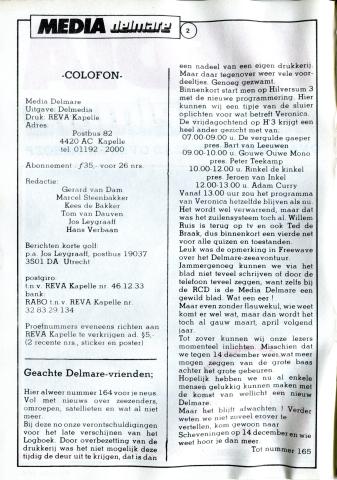 MEDIA delmare
2
-COLOFON-
Media Delmare
Uitgave: Delmedia
Druk: REVA Kapelle
Adres:
Postbus 82
4420 AC Kapelle
tel. 01192 - 2000
Abonnement : ƒ35,- voor 26 nrs.
Redactie:
Gerard van Dam
Marcel Steenbakker
Kees de Bakker
Tom van Dauven
Jos Leygraaff
Hans Verbaan
Berichten korte golf:
p.a. Jos Leygraaff, postbus 19037
3501 DA Utrecht
postgiro:
t.n.v. REVA Kapelle nr. 46.12.33
bank:
RABO t.n.v. REVA Kapelle nr.
32 83 29 134
Proefnummers eveneens richten aan
REVA Kapelle te verkrijgen ad. $5,
(2 recente nrs., sticker en poster)
Geachte Delmare-vrienden;
Hier alweer nummer 164 voor je neus.
Vol met nieuws over zeezenders,
omroepen, satellieten en wat al niet
meer.
Bij deze no onze verontschuldigingen
voor het late verschijnen van het
Logboek. Door overbezetting van de
drukkerij was het niet mogelijk deze
tijdig de deur uit te krijgen, dat is dan
een nadeel van een eigen drukkerij.
Maar daar tegenover weer vele voor-
deeltjes. Genoeg gezwamt.
Binnenkort start men op Hilversum 3
met de nieuwe programmering. Hier
kunnen wij een tipje van de sluier
oplichten voor wat betreft Veronica.
De vrijdagochtend op H'3 krijgt een
heel ander gezicht met van:
07.00-09.00 u. De vergulde gaeper
pres. Bart van Leeuwen
09.00-10.00 u. Gouwe Ouwe Mono
pres. Peter Teekamp
10.00-12.00 u. Rinkel de kinkel
pres Jeroen van Inkel
12.00-13.00 u. Adam Curry
Vanaf 13.00 uur zou het programma
van Veronica hetzelfde blijven als nu.
Het wordt wel verwarrend, maar dat
was het zuilensysteem toch al. Willem
Ruis is terug op tv en ook Ted de
Braak, dus binnenkort een vierde net
voor alle quizen en toestanden.
Leuk was de opmerking in Freewave
over het Delmare-zeeavontuur.
Jammergenoeg kunnen we via het
blad niet teveel schrijven of door de
telefoon teveel zeggen, want zelfs bij
de RCD is de Media Delmare een
gewild blad. Wat een eer !
Maar even zonder flauwekul, we weet
komt er wel wat, maar dan wordt het
toch al gauw maart, april volgend
jaar.
Tot zover kunnen wij onze lezers
momenteel inlichten. Misschien dat
we tegen 14 december weer wat meer
mogen zeggen van de grote baas
achter het grote gebeuren.
Hopelijk hebben we nu al enkele
mensen gelukkig kunnen maken met
de komst van wellicht een nieuw
Delmare.
Maar het blijft afwachten ! Verder
weten we niet zoveel erover te
vertellen, kom gewoon naar
Scheveningen op 14 december en wie
weet hoor je dan meer.
Tot nummer 165